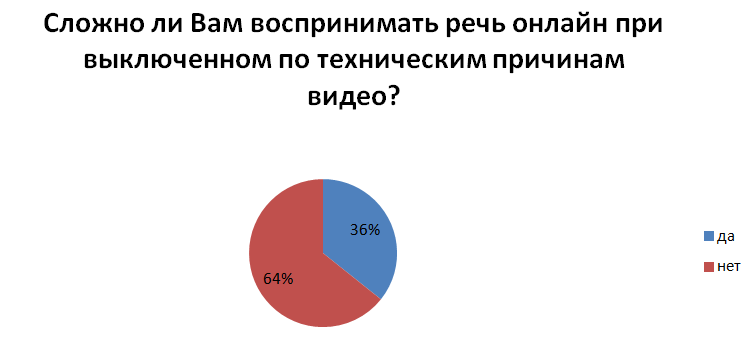 Сложно ли Вам воспринимать речь онлайн при
выключенном по техническим причинам
видео?
36%
64%
да
нет